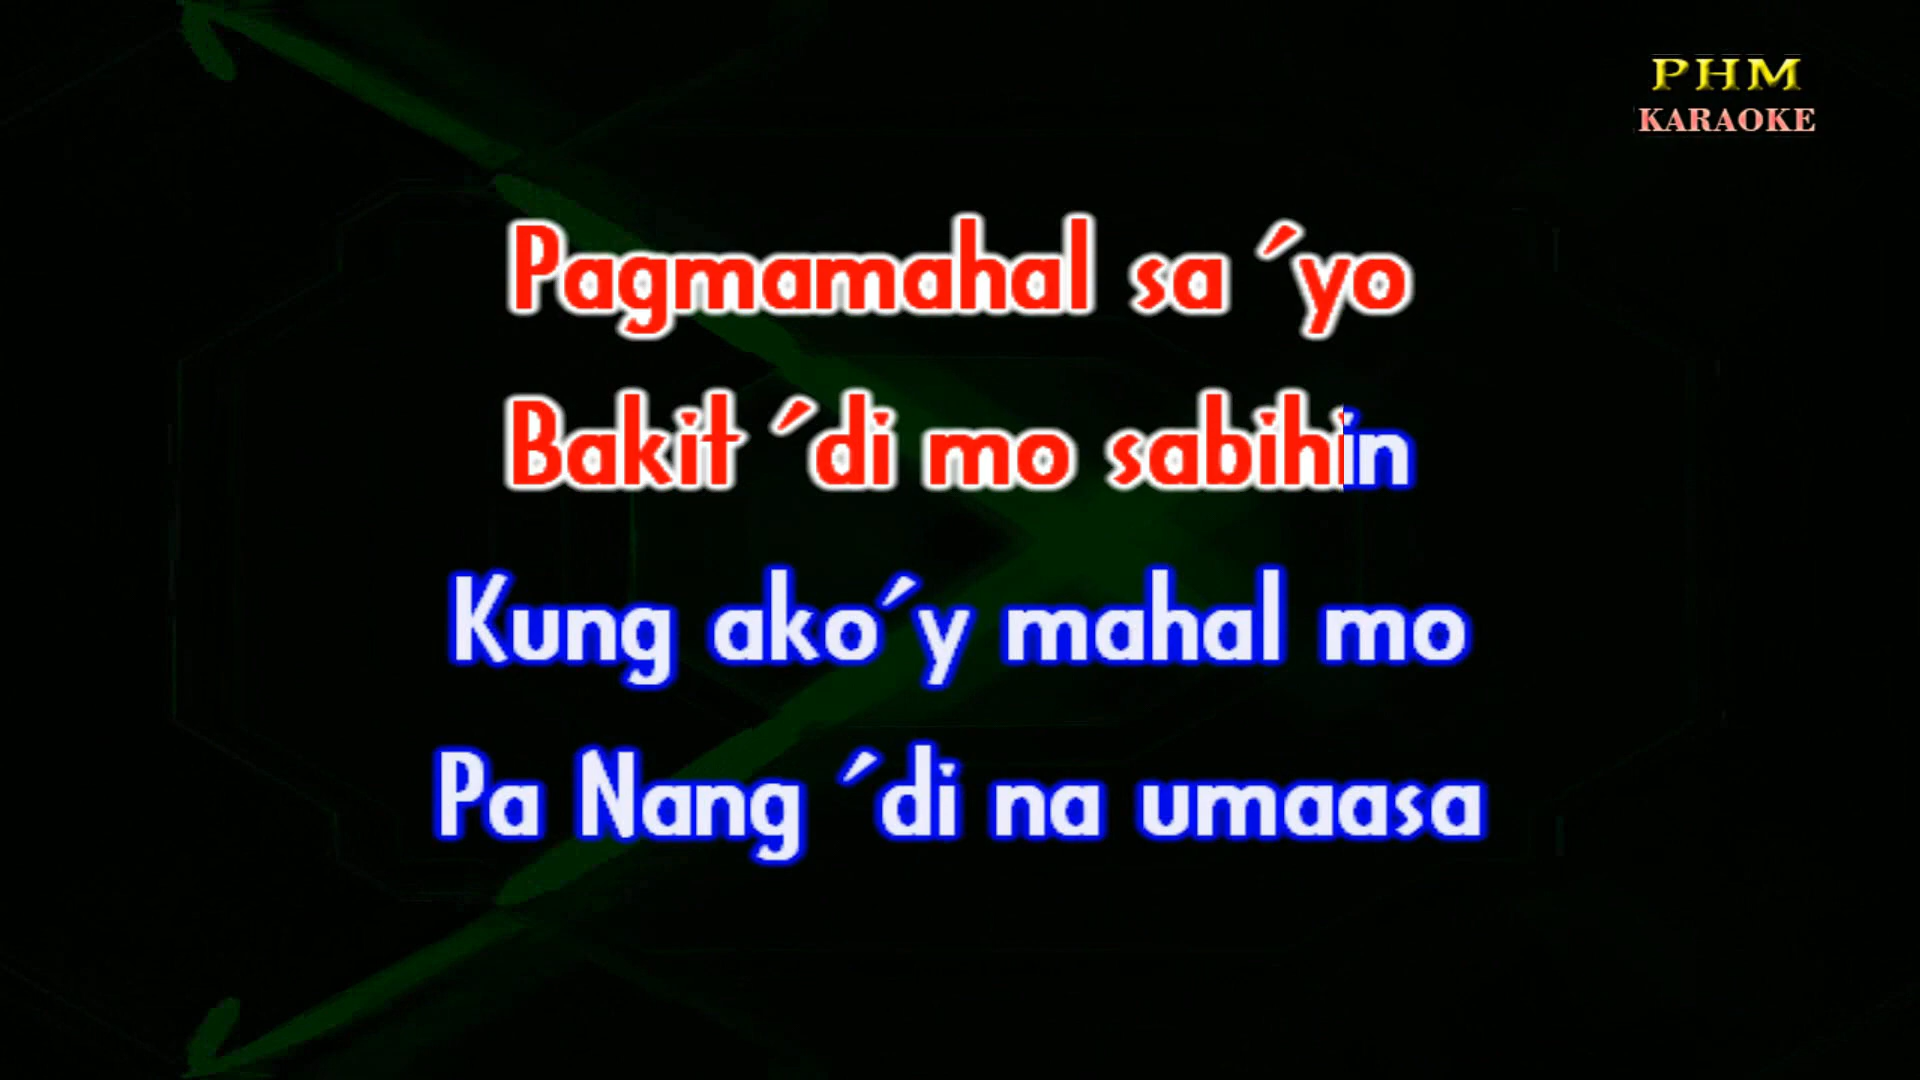 PHM
KARAOKE
Pagmamahal sa ´yo
Bakit ´di mo sabihin
Kung ako´y mahal mo
Pa Nang ´di na umaasa